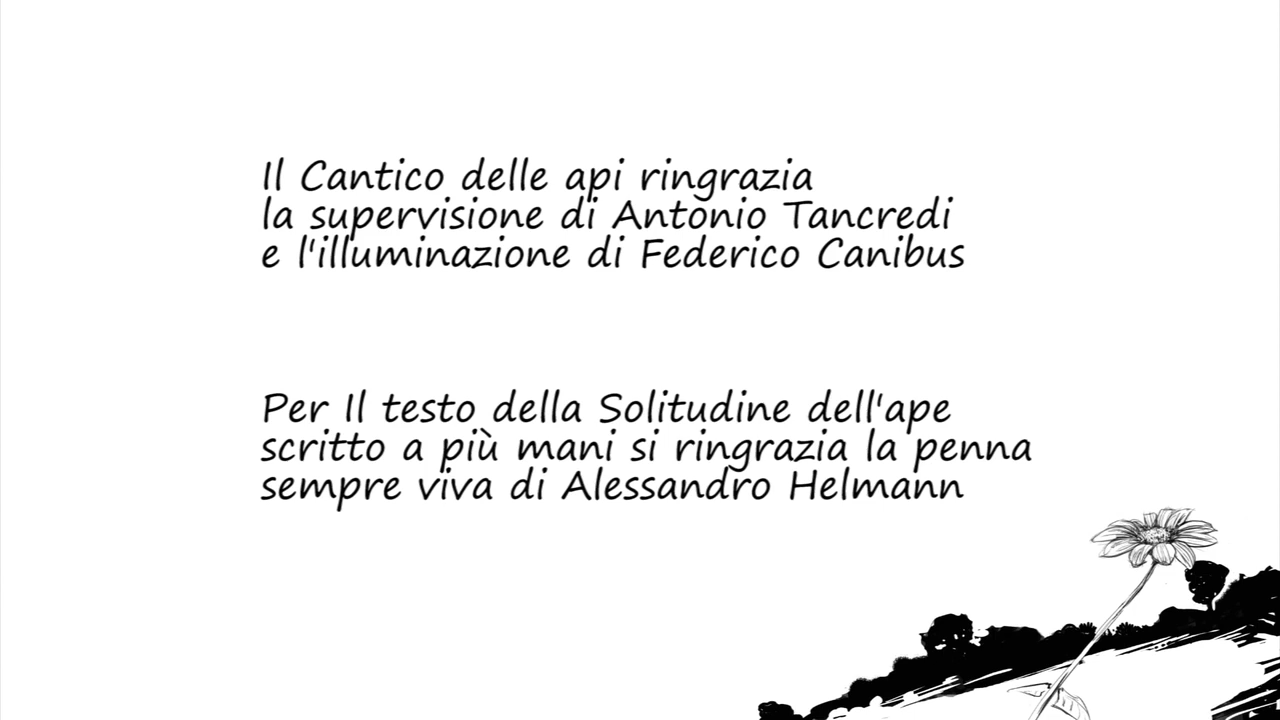 Il Cantico delle api ringrazia
la supervisione di Antonio Tancredi
e l'illuminazione di Federico Canibus
Per Il testo della Solitudine dell'ape
scritto a più mani si ringrazia la penna
sempre viva di Alessandro Helmann